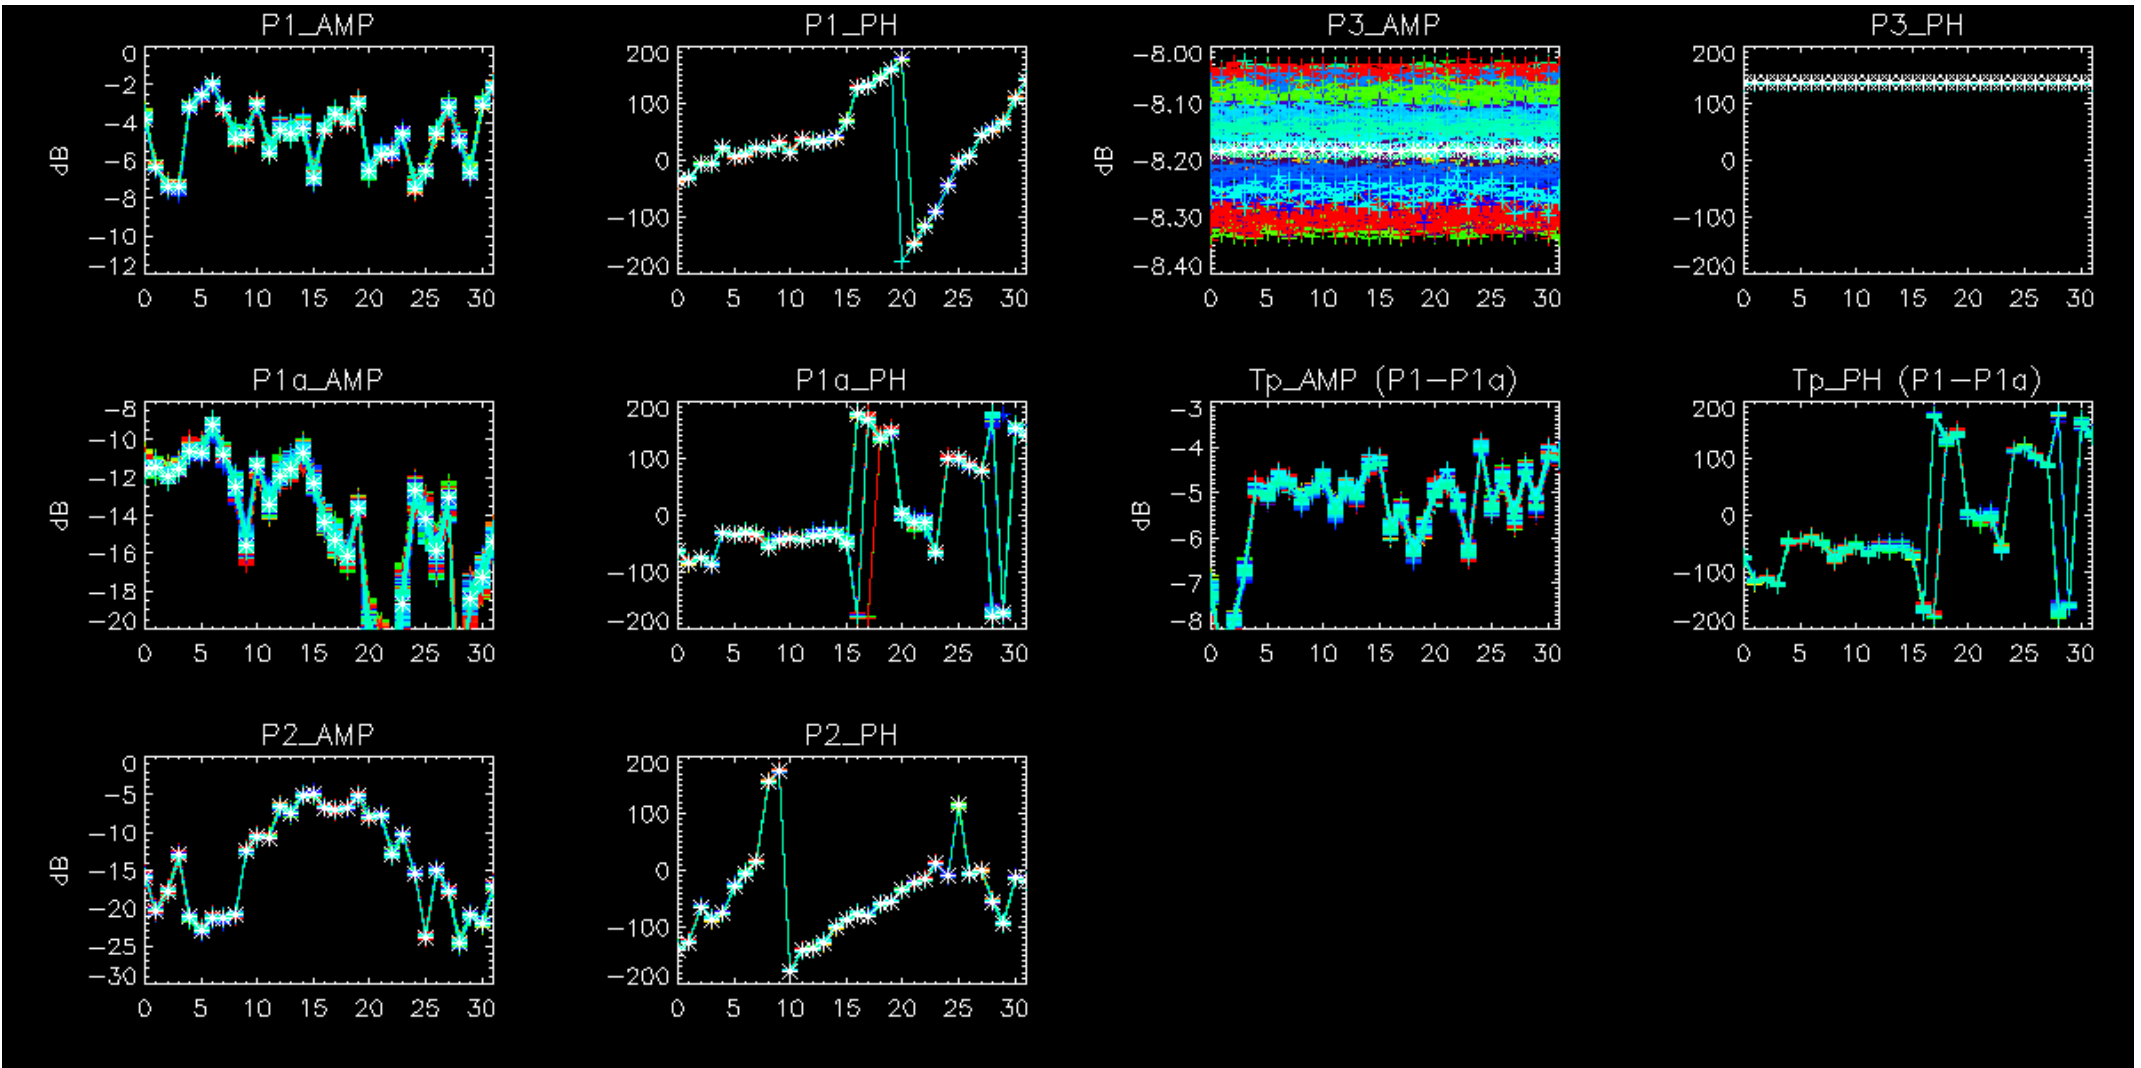 P1_AMP
0
-2
-4
-6
-8
-10
-12
dB
0 5 10 15 20 25 30
P1_PH
200
100
0
-100
-200
0 5 10 15 20 25 30
P3_AMP
-8.00
-8.10
-8.20
-8.30
-8.40
dB
0 5 10 15 20 25 30
P3_PH
200
100
0
-100
-200
0 5 10 15 20 25 30
P1a_AMP
-8
-10
-12
-14
-16
-18
-20
dB
0 5 10 15 20 25 30
P1a_PH
200
100
0
-100
-200
0 5 10 15 20 25 30
Tp_AMP (P1-P1a)
-3
-4
-5
-6
-7
-8
dB
0 5 10 15 20 25 30
Tp_PH (P1-P1a)
200
100
0
-100
-200
0 5 10 15 20 25 30
P2_AMP
0
-5
-10
-15
-20
-25
-30
dB
0 5 10 15 20 25 30
P2_PH
200
100
0
-100
-200
0 5 10 15 20 25 30